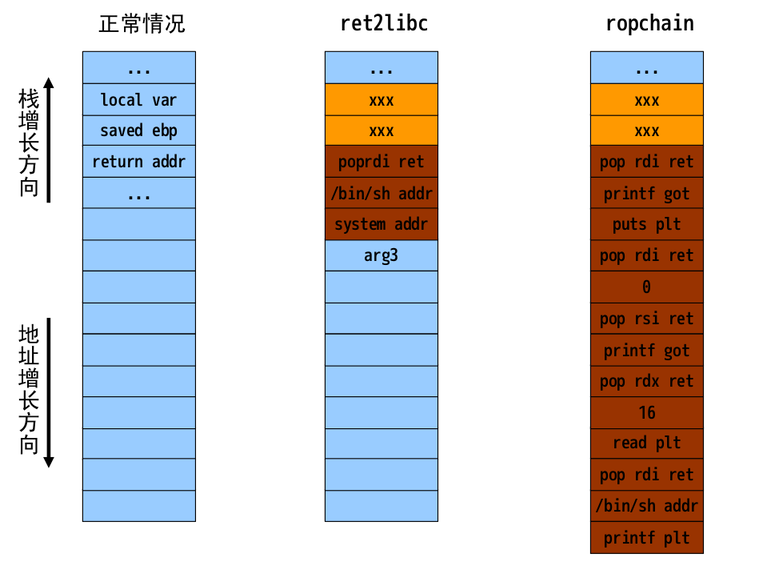 正常情况
ret2libc
ropchain
栈增长方向
地址增长方向
...
local var
saved ebp
return addr
...
...
xxx
xxx
poprdi ret
/bin/sh addr
system addr
arg3
...
xxx
xxx
pop rdi ret
printf got
puts plt
pop rdi ret
0
pop rsi ret
printf got
pop rdx ret
16
read plt
pop rdi ret
/bin/sh addr
printf plt